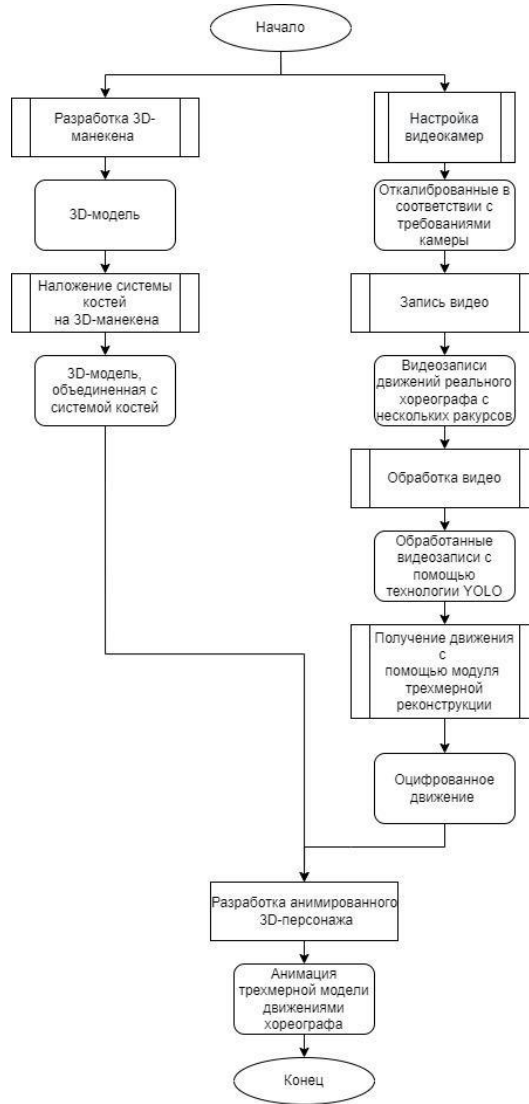 Начало
Разработка 3D-
манекена
3D-модель
Наложение системы
костей
на 3D-манекена
3D-модель,
объединенная с
системой костей
Настройка
видеокамер
Откалиброванные в
соответствии с
требованиями
камеры
Запись видео
Видеозаписи
движений реального
хореографа с
нескольких ракурсов
Обработка видео
Обработанные
видеозаписи с
помощью
технологии YOLO
Получение движения
с
помощью модуля
трехмерной
реконструкции
Оцифрованное
движение
Разработка анимированного
3D-персонажа
Анимация
трехмерной модели
движениями
хореографа
Конец